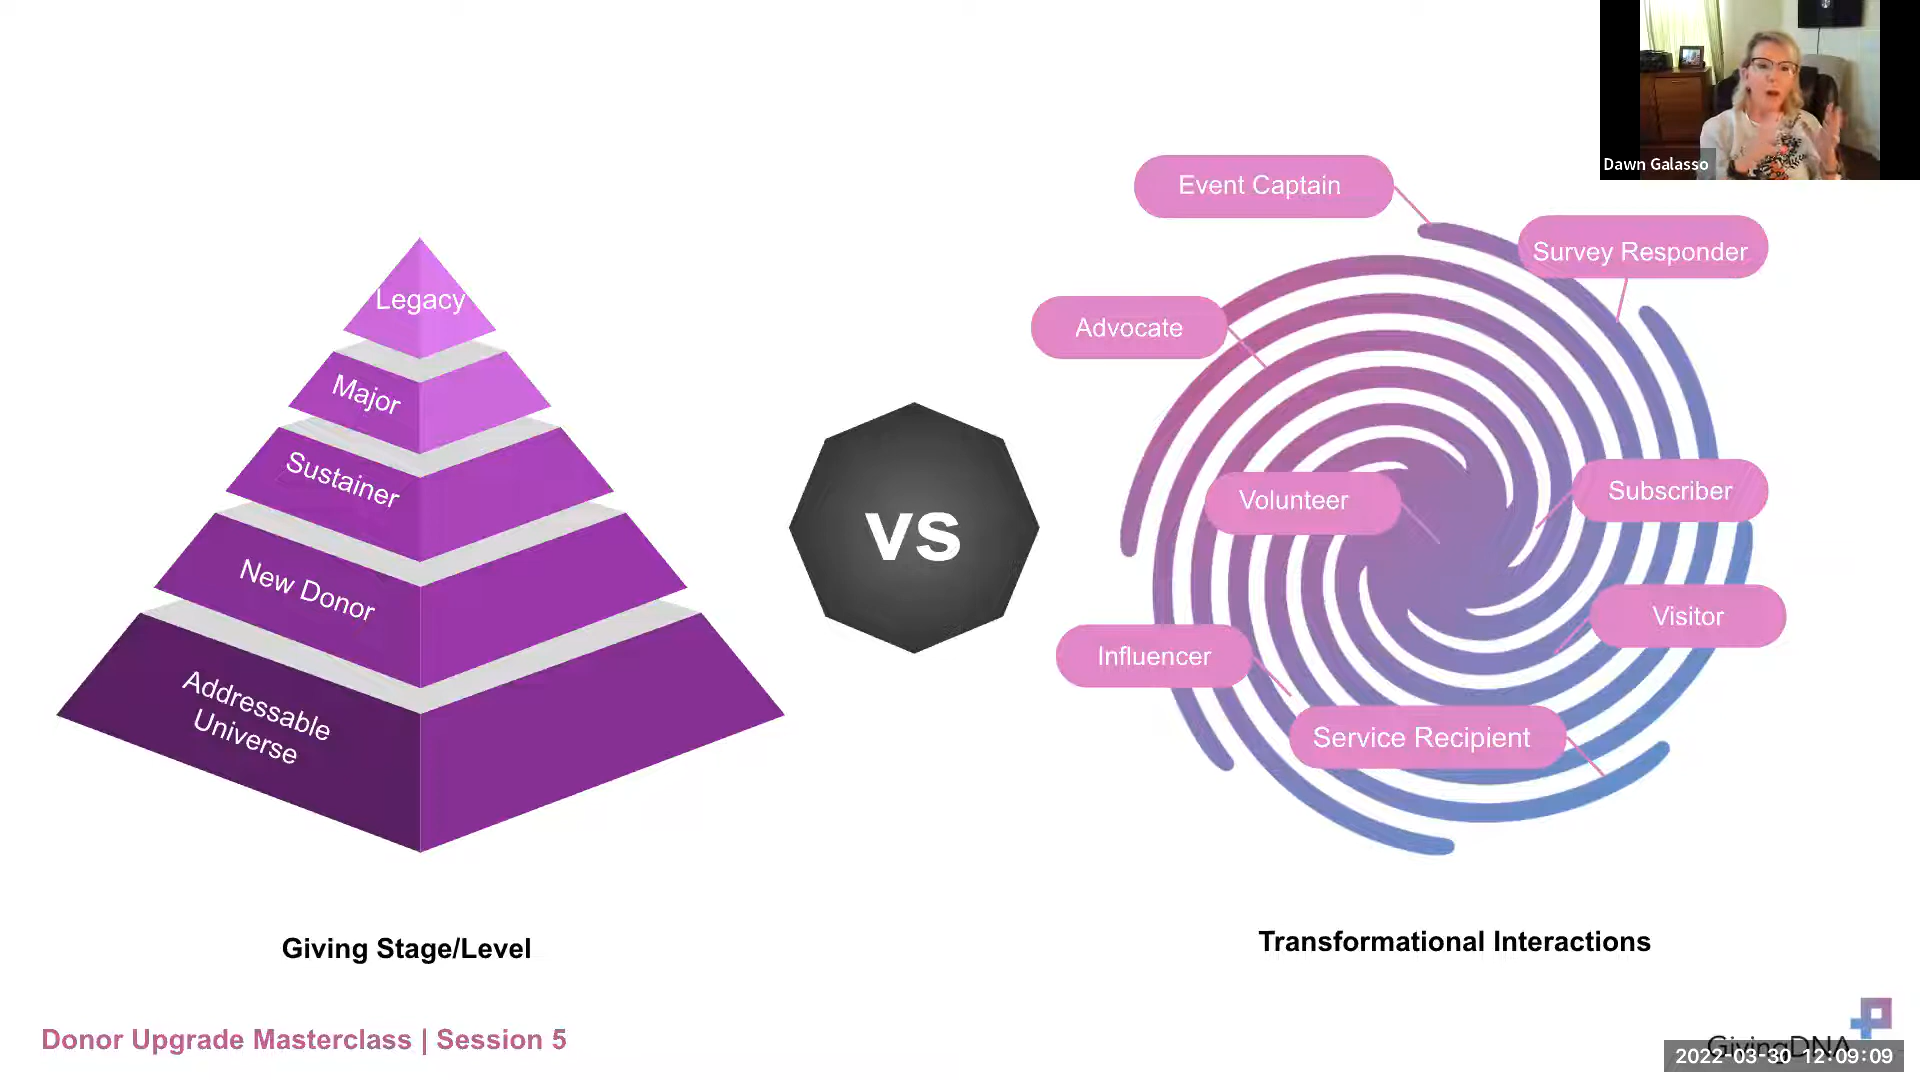 Dawn Galasso
Event Captain
Survey Responder
Legacy
Advocate
Major
Sustainer
vs
Volunteer
Subscriber
New Donor
Visitor
Influencer
Addressable
Universe
Service Recipient
Giving Stage/Level
Transformational Interactions
Donor Upgrade Masterclass | Session 5
GivingDNA
2022-03-30 12:09:09